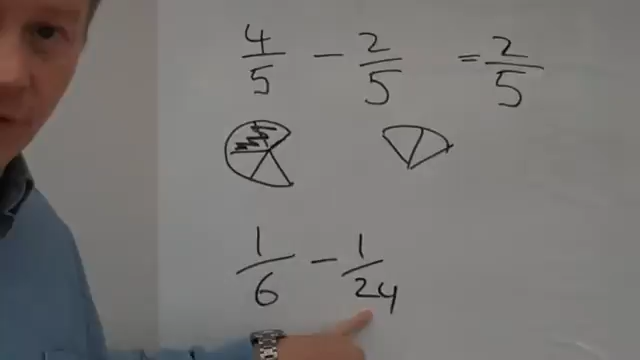 4/5 - 2/5 = 2/5
1/6 - 1/24